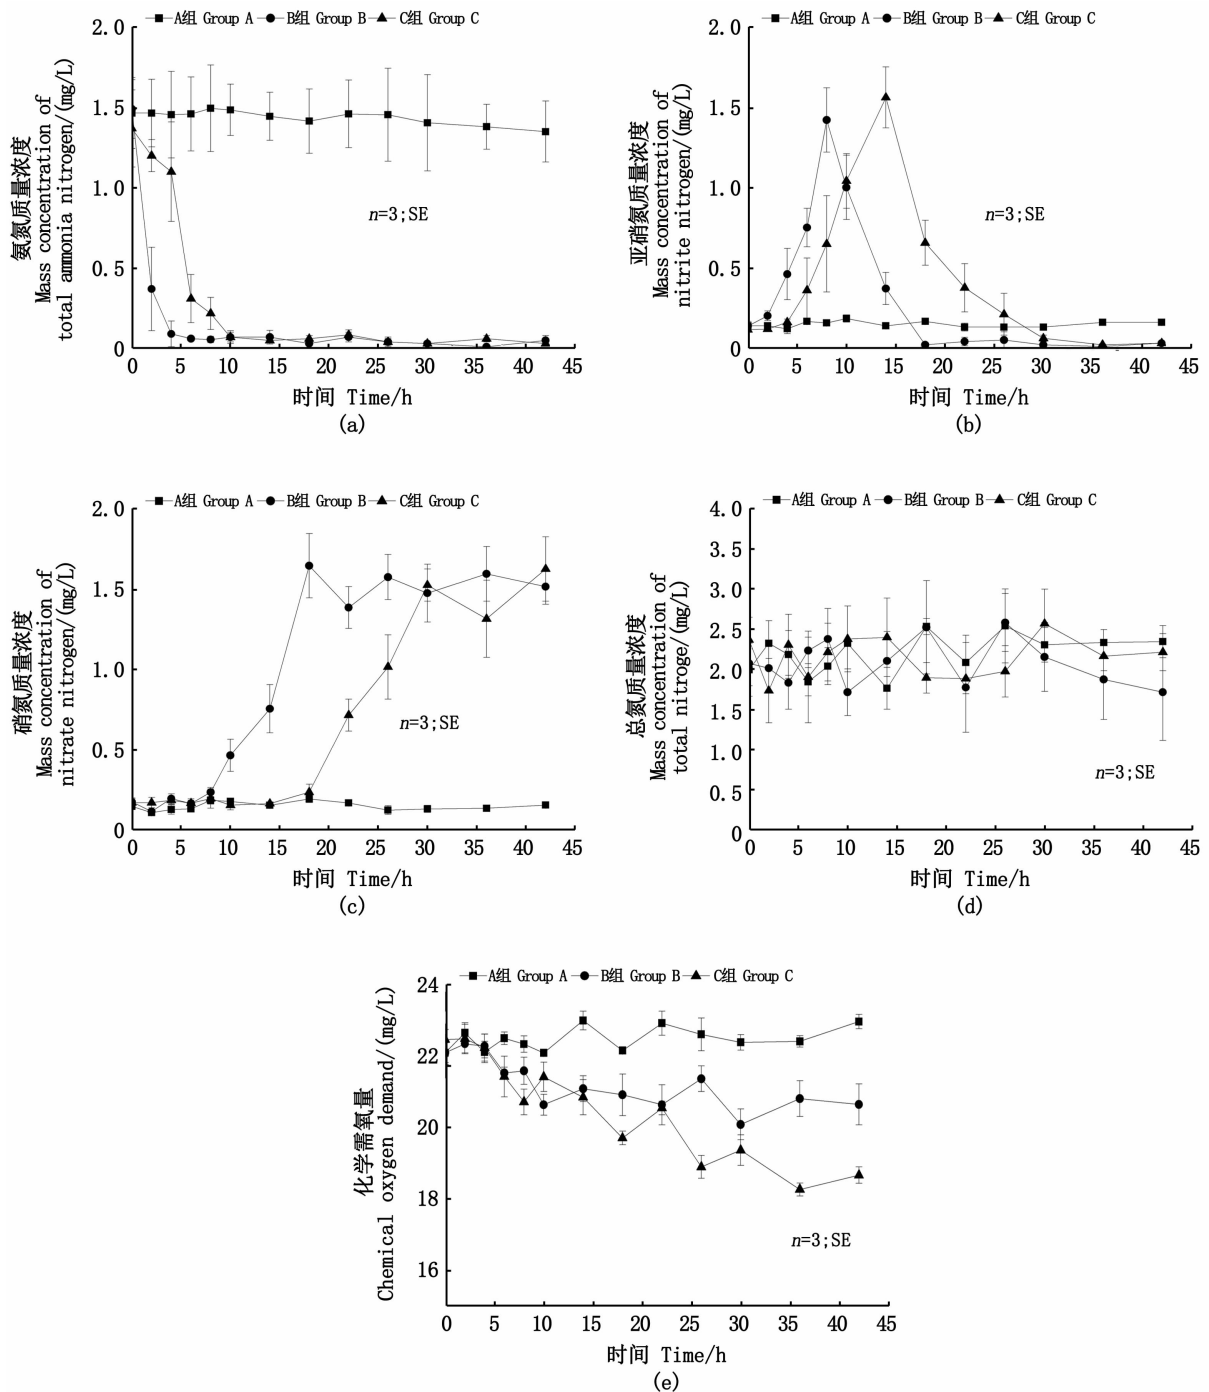 A组 Group A B组 Group B C组 Group C
2.0
1.5
1.0
0.5
0
氨氮质量浓度
Mass concentration of
total ammonia nitrogen/(mg/L)
n=3;SE
0 5 10 15 20 25 30 35 40 45
时间 Time/h
(a)
A组 Group A B组 Group B C组 Group C
2.0
1.5
1.0
0.5
0
亚硝氮质量浓度
Mass concentration of
nitrite nitrogen/(mg/L)
n=3;SE
0 5 10 15 20 25 30 35 40 45
时间 Time/h
(b)
A组 Group A B组 Group B C组 Group C
2.0
1.5
1.0
0.5
0
硝氮质量浓度
Mass concentration of
nitrate nitrogen/(mg/L)
n=3;SE
0 5 10 15 20 25 30 35 40 45
时间 Time/h
(c)
A组 Group A B组 Group B C组 Group C
4.0
3.5
3.0
2.5
2.0
1.5
1.0
0.5
0
总氮质量浓度
Mass concentration of
total nitroge/(mg/L)
n=3;SE
0 5 10 15 20 25 30 35 40 45
时间 Time/h
(d)
A组 Group A B组 Group B C组 Group C
24
22
20
18
16
化学需氧量
Chemical oxygen demand/(mg/L)
n=3;SE
0 5 10 15 20 25 30 35 40 45
时间 Time/h
(e)